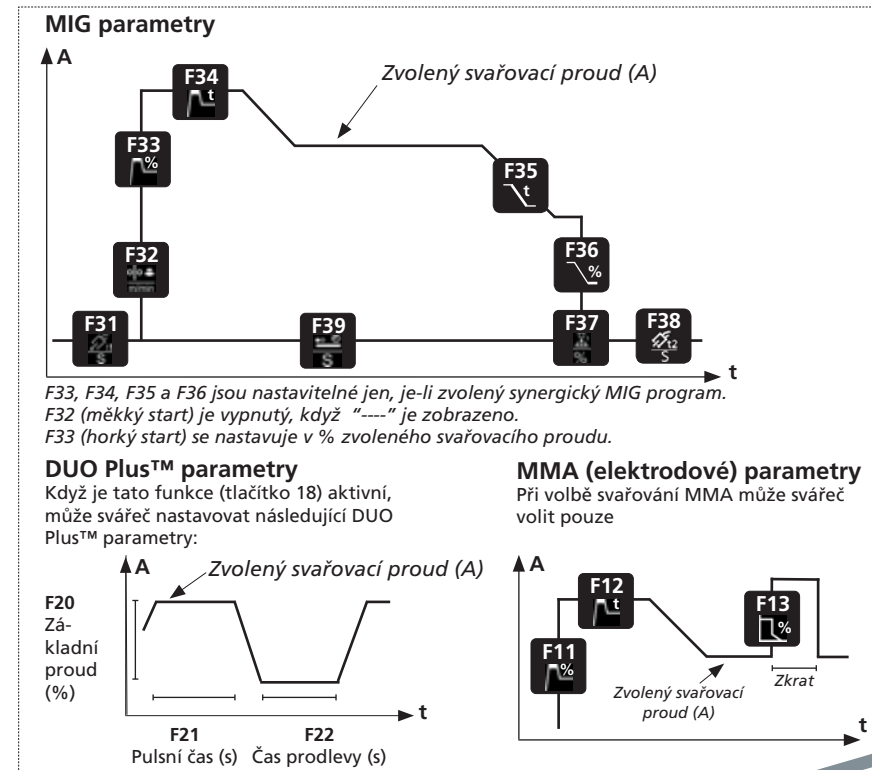 MIG parametry
A
Zvolený svařovací proud (A)
F34
t
F33
%
F35
t
F32
m/min
F36
%
F31
t1
S
F39
S
F37
%
F38
t2
S
t
F33, F34, F35 a F36 jsou nastavitelné jen, je-li zvolený synergický MIG program.
F32 (měkký start) je vypnutý, když "----" je zobrazeno.
F33 (horký start) se nastavuje v % zvoleného svařovacího proudu.
DUO Plus™ parametry
Když je tato funkce (tlačítko 18) aktivní,
může svářeč nastavovat následující DUO
Plus™ parametry:
A
Zvolený svařovací proud (A)
F20
Zá-
kladní
proud
(%)
t
F21
Pulsní čas (s)
F22
Čas prodlevy (s)
MMA (elektrodové) parametry
Při volbě svařování MMA může svářeč
volit pouze
A
F12
t
F13
%
F11
%
Zvolený svařovací
proud (A)
Zkrat
t